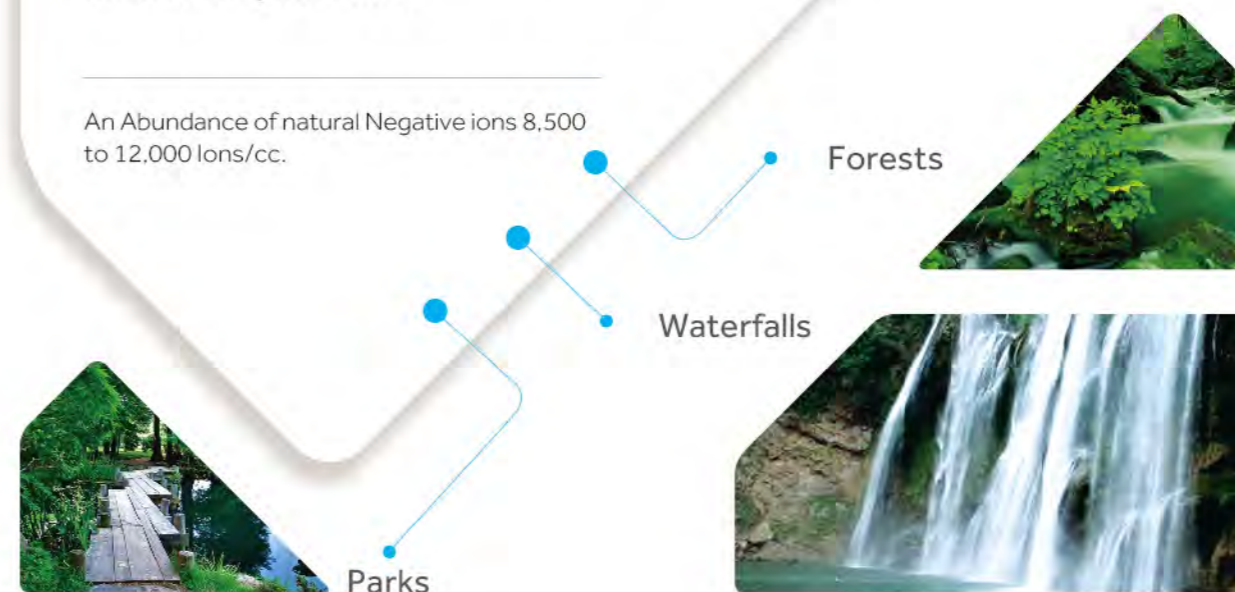 An Abundance of natural Negative ions 8,500
to 12,000 Ions/cc.
Forests
Waterfalls
Parks